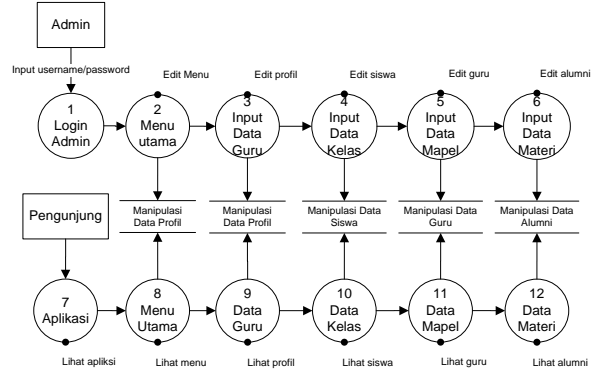 Admin
Input username/password
Edit Menu
Edit profil
Edit siswa
Edit guru
Edit alumni
1
Login
Admin
2
Menu
utama
3
Input
Data
Guru
4
Input
Data
Kelas
5
Input
Data
Mapel
6
Input
Data
Materi
Pengunjung
Manipulasi
Data Profil
Manipulasi
Data Profil
Manipulasi Data
Siswa
Manipulasi Data
Guru
Manipulasi Data
Alumni
7
Aplikasi
8
Menu
Utama
9
Data
Guru
10
Data
Kelas
11
Data
Mapel
12
Data
Materi
Lihat apliksi
Lihat menu
Lihat profil
Lihat siswa
Lihat guru
Lihat alumni